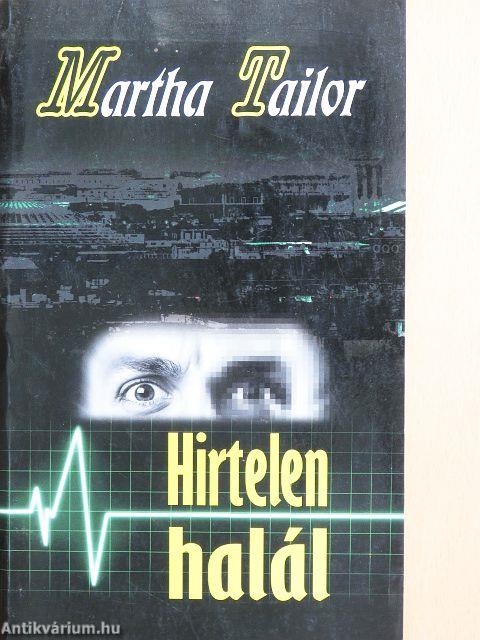 Martha Tailor
Hirtelen
halál
Antikvárium.hu